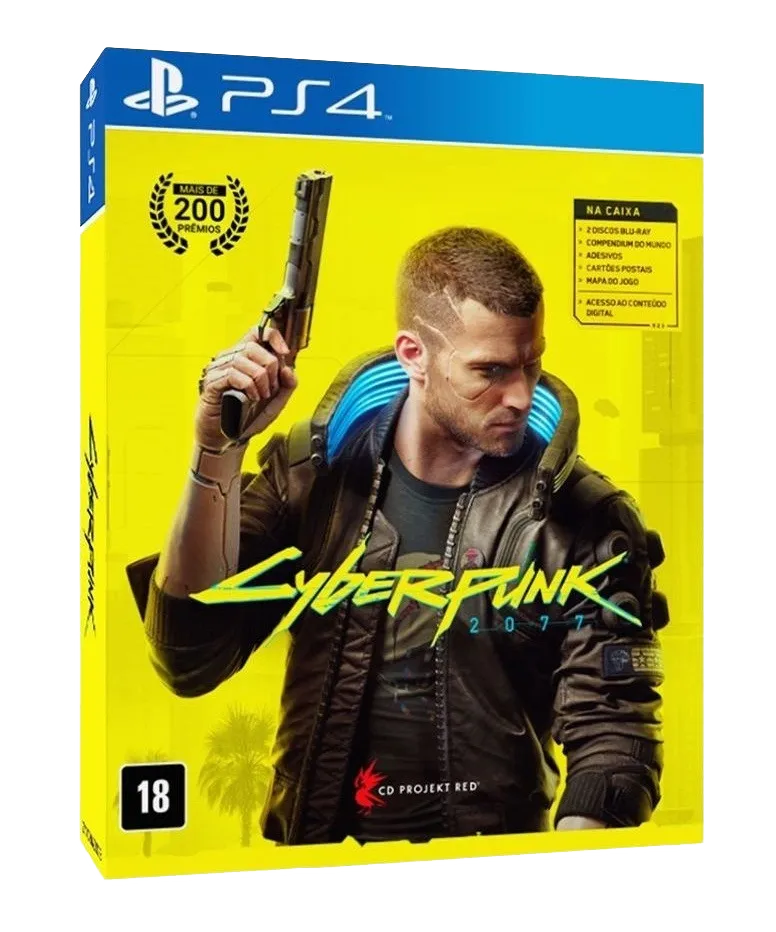 PS4
PS4
MAIS DE
200
PRÊMIOS
NA CAIXA
> 2 DISCOS BLU-RAY
> COMPENDIUM DO MUNDO
> ADESIVOS
> CARTÕES POSTAIS
> MAPA DO JOGO
> ACESSO AO CONTEÚDO
DIGITAL
Cyberpunk
2077
Cyberpunk
CD PROJEKT RED
18